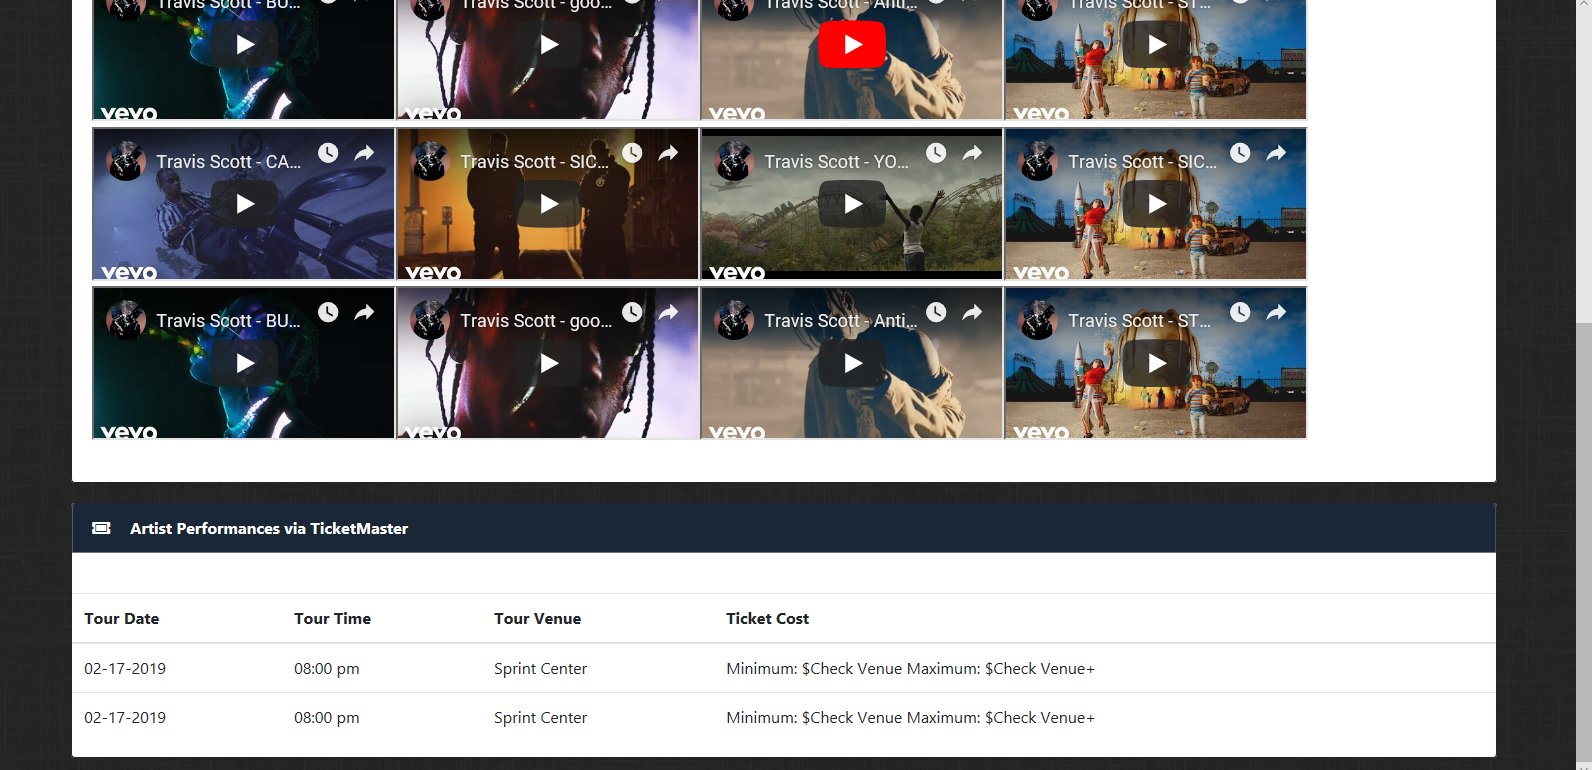 Travis Scott - BU...
Travis Scott - goo...
Travis Scott - Anti...
Travis Scott - ST...
vevo
vevo
vevo
vevo
Travis Scott - CA...
Travis Scott - SIC...
Travis Scott - YO...
Travis Scott - SIC...
vevo
vevo
vevo
vevo
Travis Scott - BU...
Travis Scott - goo...
Travis Scott - Anti...
Travis Scott - ST...
vevo
vevo
vevo
vevo
Artist Performances via TicketMaster
Tour Date Tour Time Tour Venue Ticket Cost
02-17-2019 08:00 pm Sprint Center Minimum: $Check Venue Maximum: $Check Venue+
02-17-2019 08:00 pm Sprint Center Minimum: $Check Venue Maximum: $Check Venue+